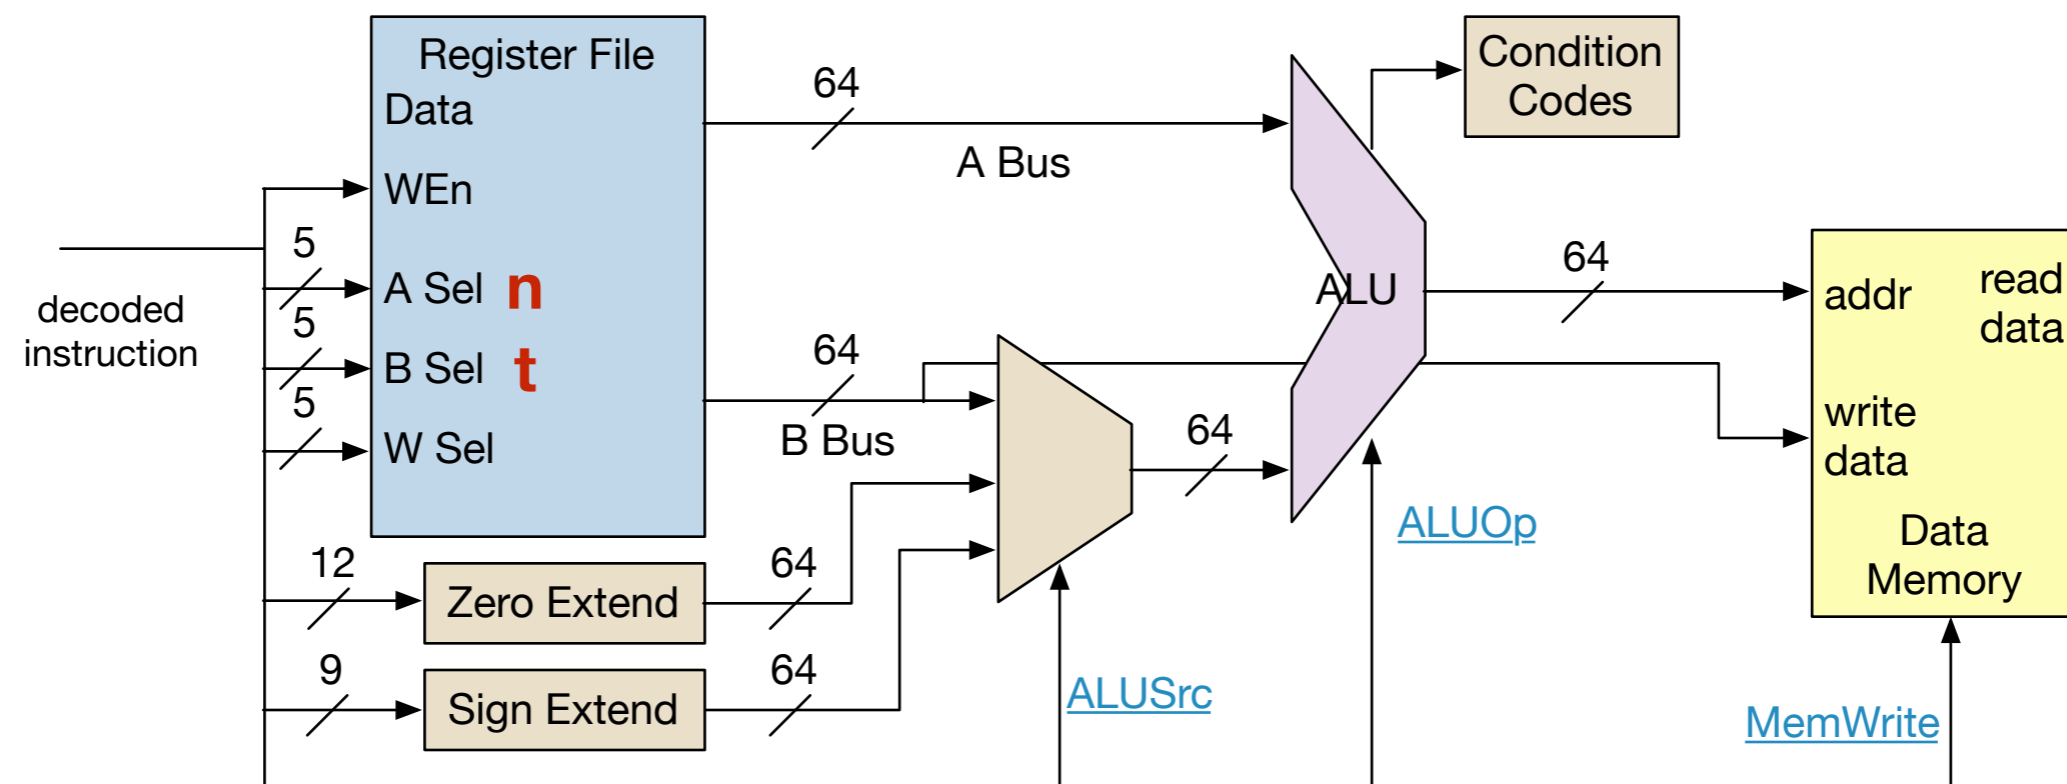 Register File
Data
WEn
A Sel n
B Sel t
W Sel
decoded
instruction
5
5
5
12
9
Zero Extend
Sign Extend
64
A Bus
64
B Bus
64
64
64
ALUSrc
ALU
ALUOp
Condition
Codes
64
addr
read
data
write
data
Data
Memory
MemWrite